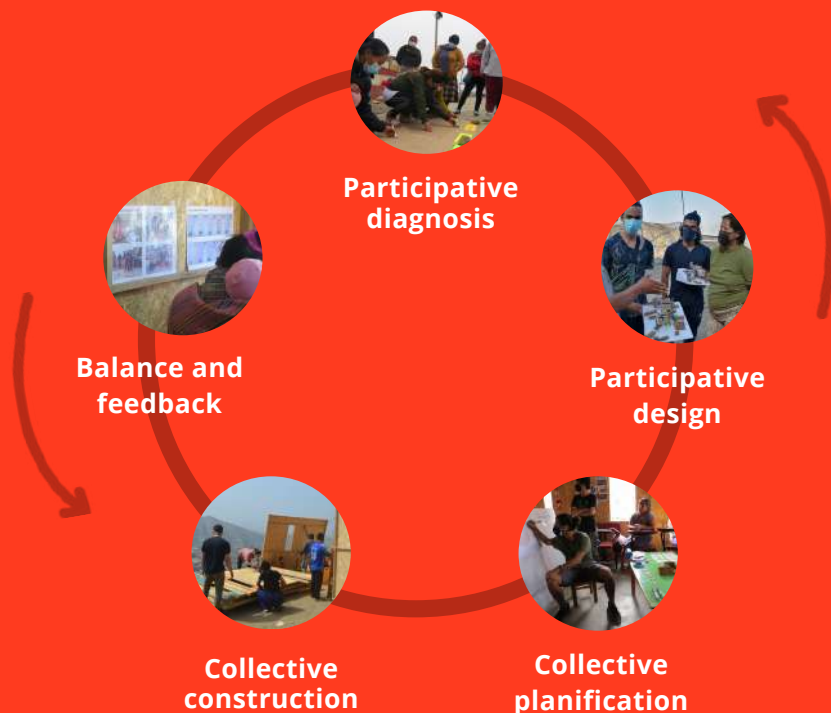 Participative
diagnosis
Participative
design
Collective
planification
Collective
construction
Balance and
feedback